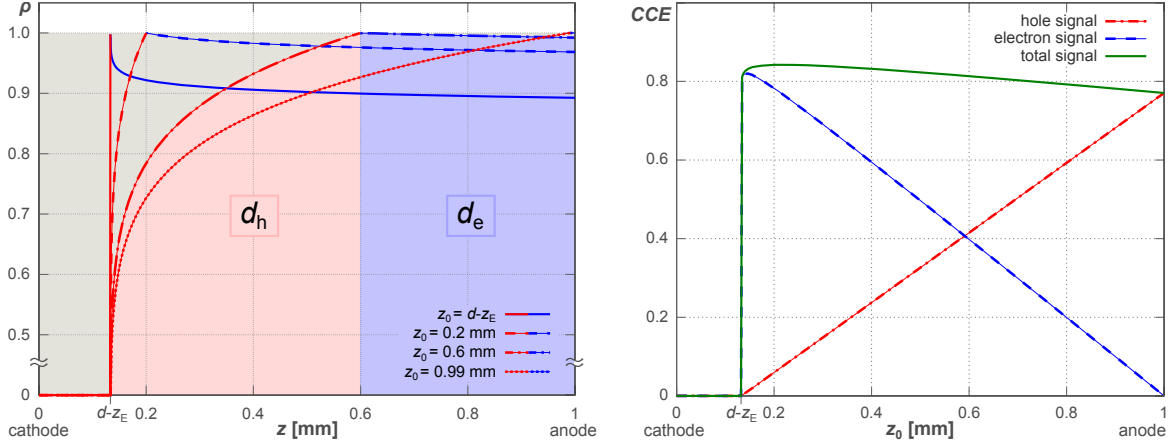 ρ
1.0
0.9
0.8
0.7
1.0
0.5
0
d_h
d_e
z_0 = d-z_E
z_0 = 0.2 mm
z_0 = 0.6 mm
z_0 = 0.99 mm
0 d-z_E 0.2 0.4 0.6 0.8 1
cathode z [mm] anode
CCE
hole signal
electron signal
total signal
0.8
0.8
0.4
0.2
0
0 d-z_E 0.2 0.4 0.6 0.8 1
cathode z_0 [mm] anode